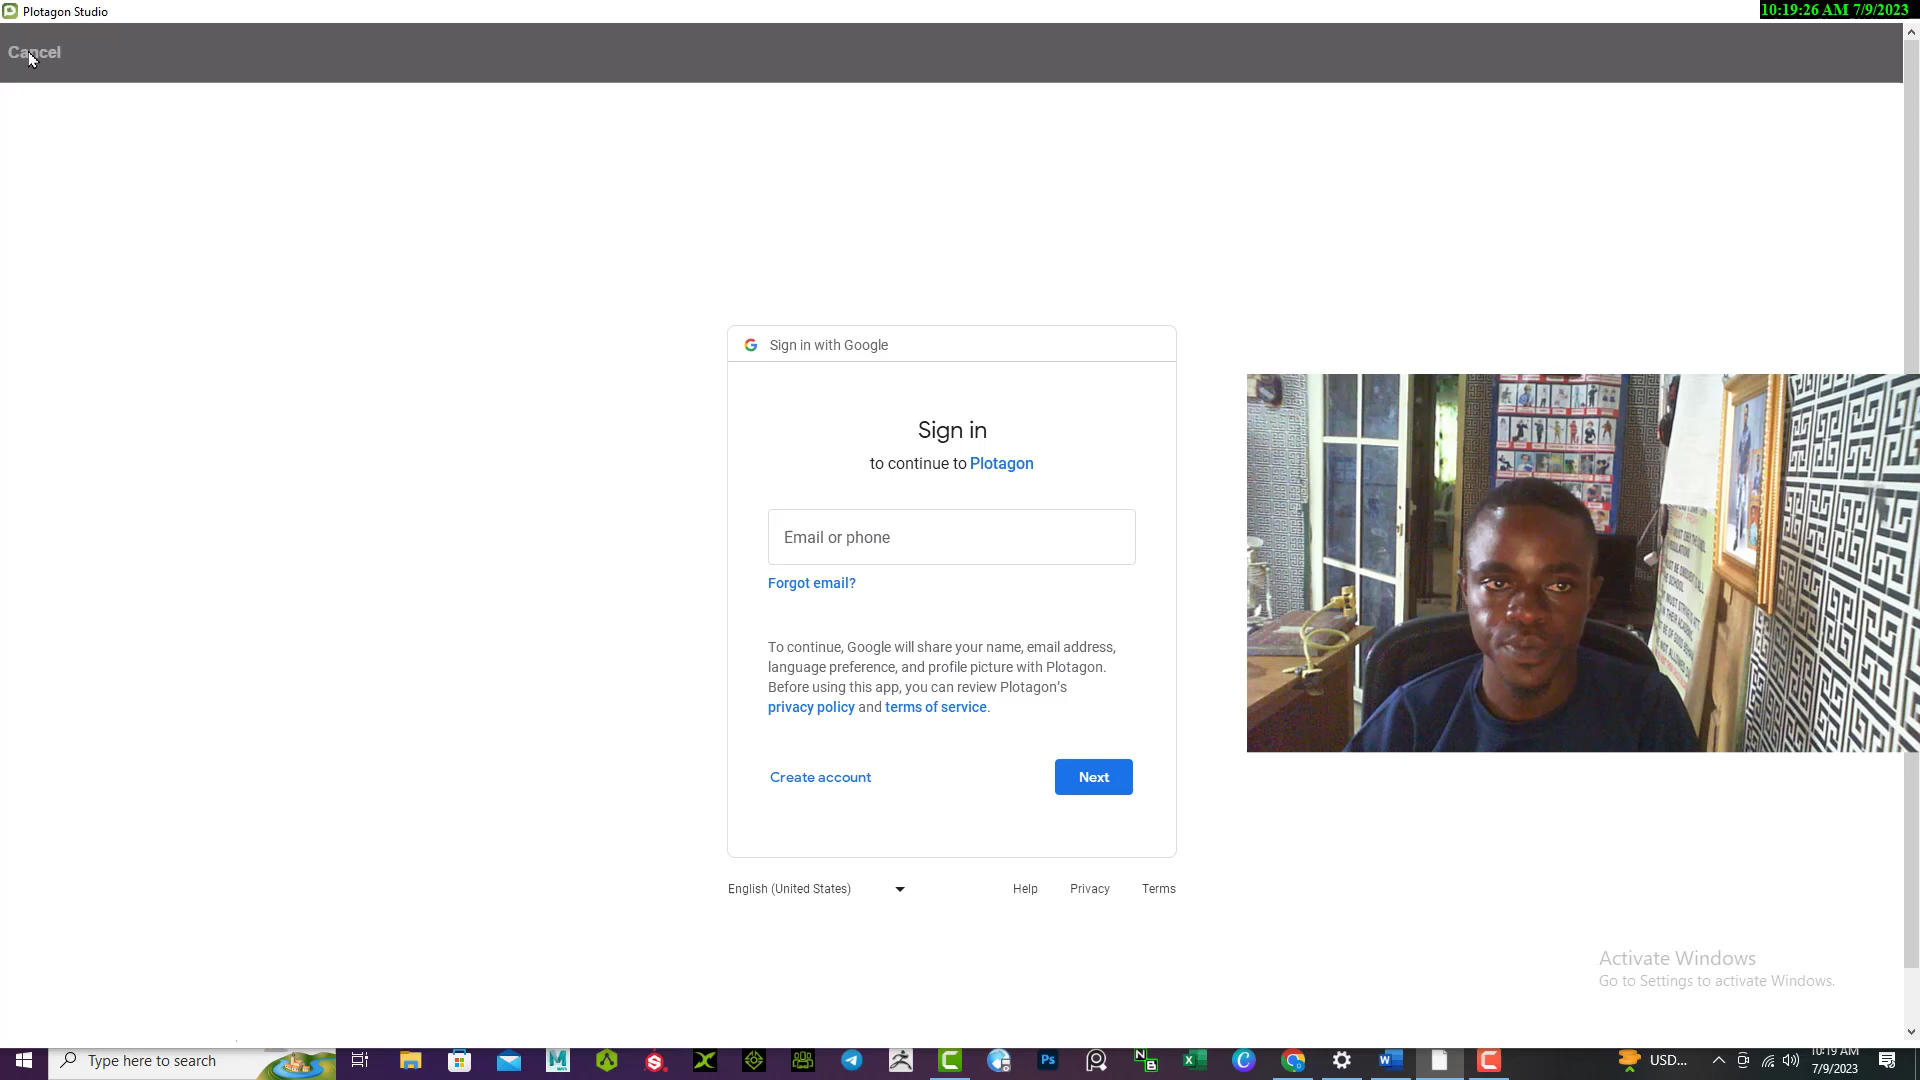 Plotagon Studio
10:19:26 AM 7/9/2023
Cancel
Sign in with Google
Sign in
to continue to Plotagon
Email or phone
Forgot email?
To continue, Google will share your name, email address,
language preference, and profile picture with Plotagon.
Before using this app, you can review Plotagon's
privacy policy and terms of service.
Create account
Next
English (United States)
Help
Privacy
Terms
Activate Windows
Go to Settings to activate Windows.
Type here to search
USD...
10:19 AM
7/9/2023